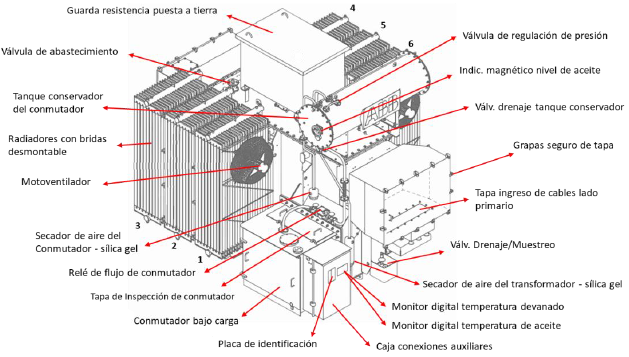 Guarda resistencia puesta a tierra
4
5
6
Válvula de regulación de presión
Válvula de abastecimiento
Indic. magnético nivel de aceite
Tanque conservador
del conmutador
Válv. drenaje tanque conservador
Radiadores con bridas
desmontable
Grapas seguro de tapa
Motoventilador
Tapa ingreso de cables lado
primario
3
2
1
Secador de aire del
Conmutador - sílica gel
Válv. Drenaje/Muestreo
Relé de flujo de conmutador
Secador de aire del transformador - sílica gel
Tapa de Inspección de conmutador
Monitor digital temperatura devanado
Conmutador bajo carga
Monitor digital temperatura de aceite
Placa de identificación
Caja conexiones auxiliares